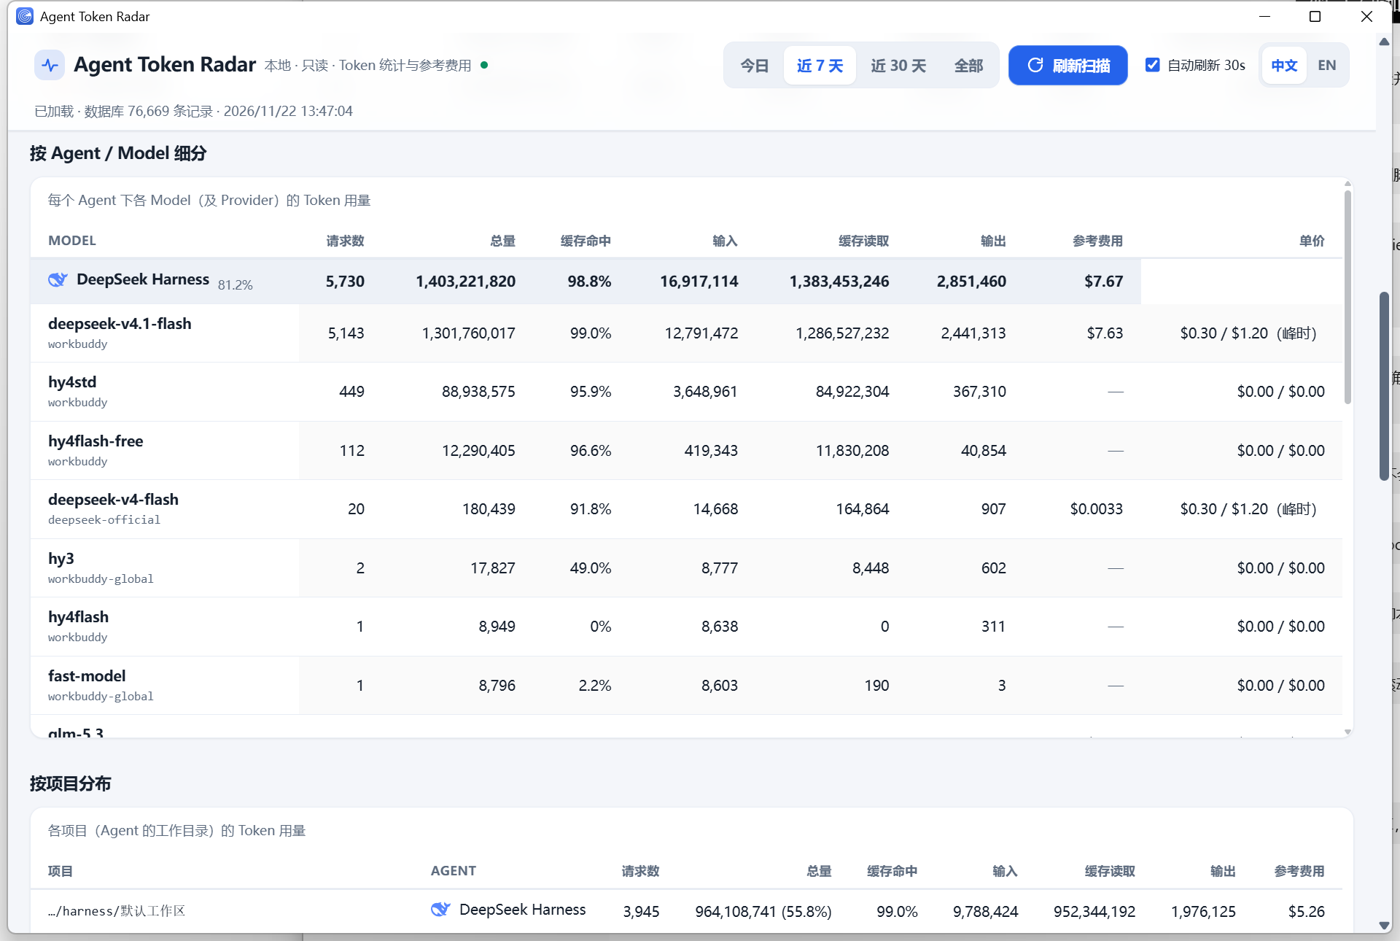 Agent Token Radar
Agent Token Radar 本地 · 只读 · Token 统计与参考费用
今日 近 7 天 近 30 天 全部 刷新扫描 自动刷新 30s 中文 EN
已加载 · 数据库 76,669 条记录 · 2026/11/22 13:47:04
按 Agent / Model 细分
每个 Agent 下各 Model（及 Provider）的 Token 用量
MODEL 请求数 总量 缓存命中 输入 缓存读取 输出 参考费用 单价
DeepSeek Harness 81.2% 5,730 1,403,221,820 98.8% 16,917,114 1,383,453,246 2,851,460 $7.67
deepseek-v4.1-flash 5,143 1,301,760,017 99.0% 12,791,472 1,286,527,232 2,441,313 $7.63 $0.30 / $1.20（峰时）
workbuddy
hy4std 449 88,938,575 95.9% 3,648,961 84,922,304 367,310 — $0.00 / $0.00
workbuddy
hy4flash-free 112 12,290,405 96.6% 419,343 11,830,208 40,854 — $0.00 / $0.00
workbuddy
deepseek-v4-flash 20 180,439 91.8% 14,668 164,864 907 $0.0033 $0.30 / $1.20（峰时）
deepseek-official
hy3 2 17,827 49.0% 8,777 8,448 602 — $0.00 / $0.00
workbuddy-global
hy4flash 1 8,949 0% 8,638 0 311 — $0.00 / $0.00
workbuddy
fast-model 1 8,796 2.2% 8,603 190 3 — $0.00 / $0.00
workbuddy-global
glm-5.3
按项目分布
各项目（Agent 的工作目录）的 Token 用量
项目 AGENT 请求数 总量 缓存命中 输入 缓存读取 输出 参考费用
…/harness/默认工作区 DeepSeek Harness 3,945 964,108,741 (55.8%) 99.0% 9,788,424 952,344,192 1,976,125 $5.26